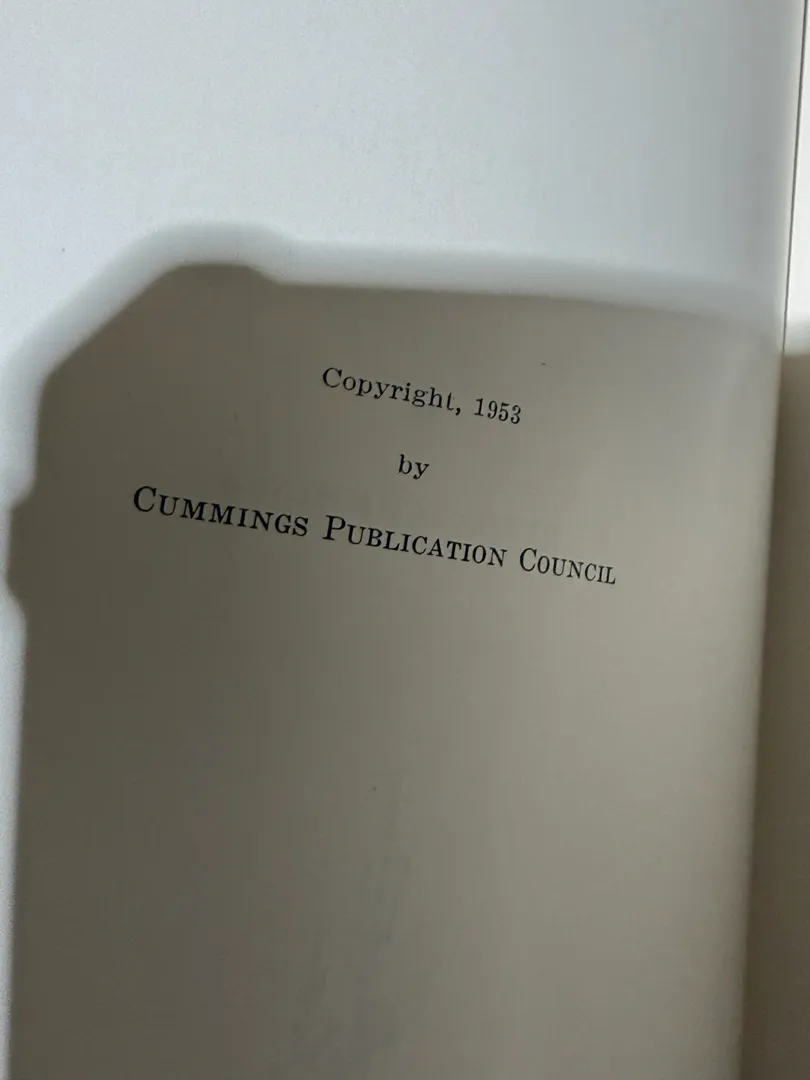 Copyright, 1953
by
Cummings Publication Council